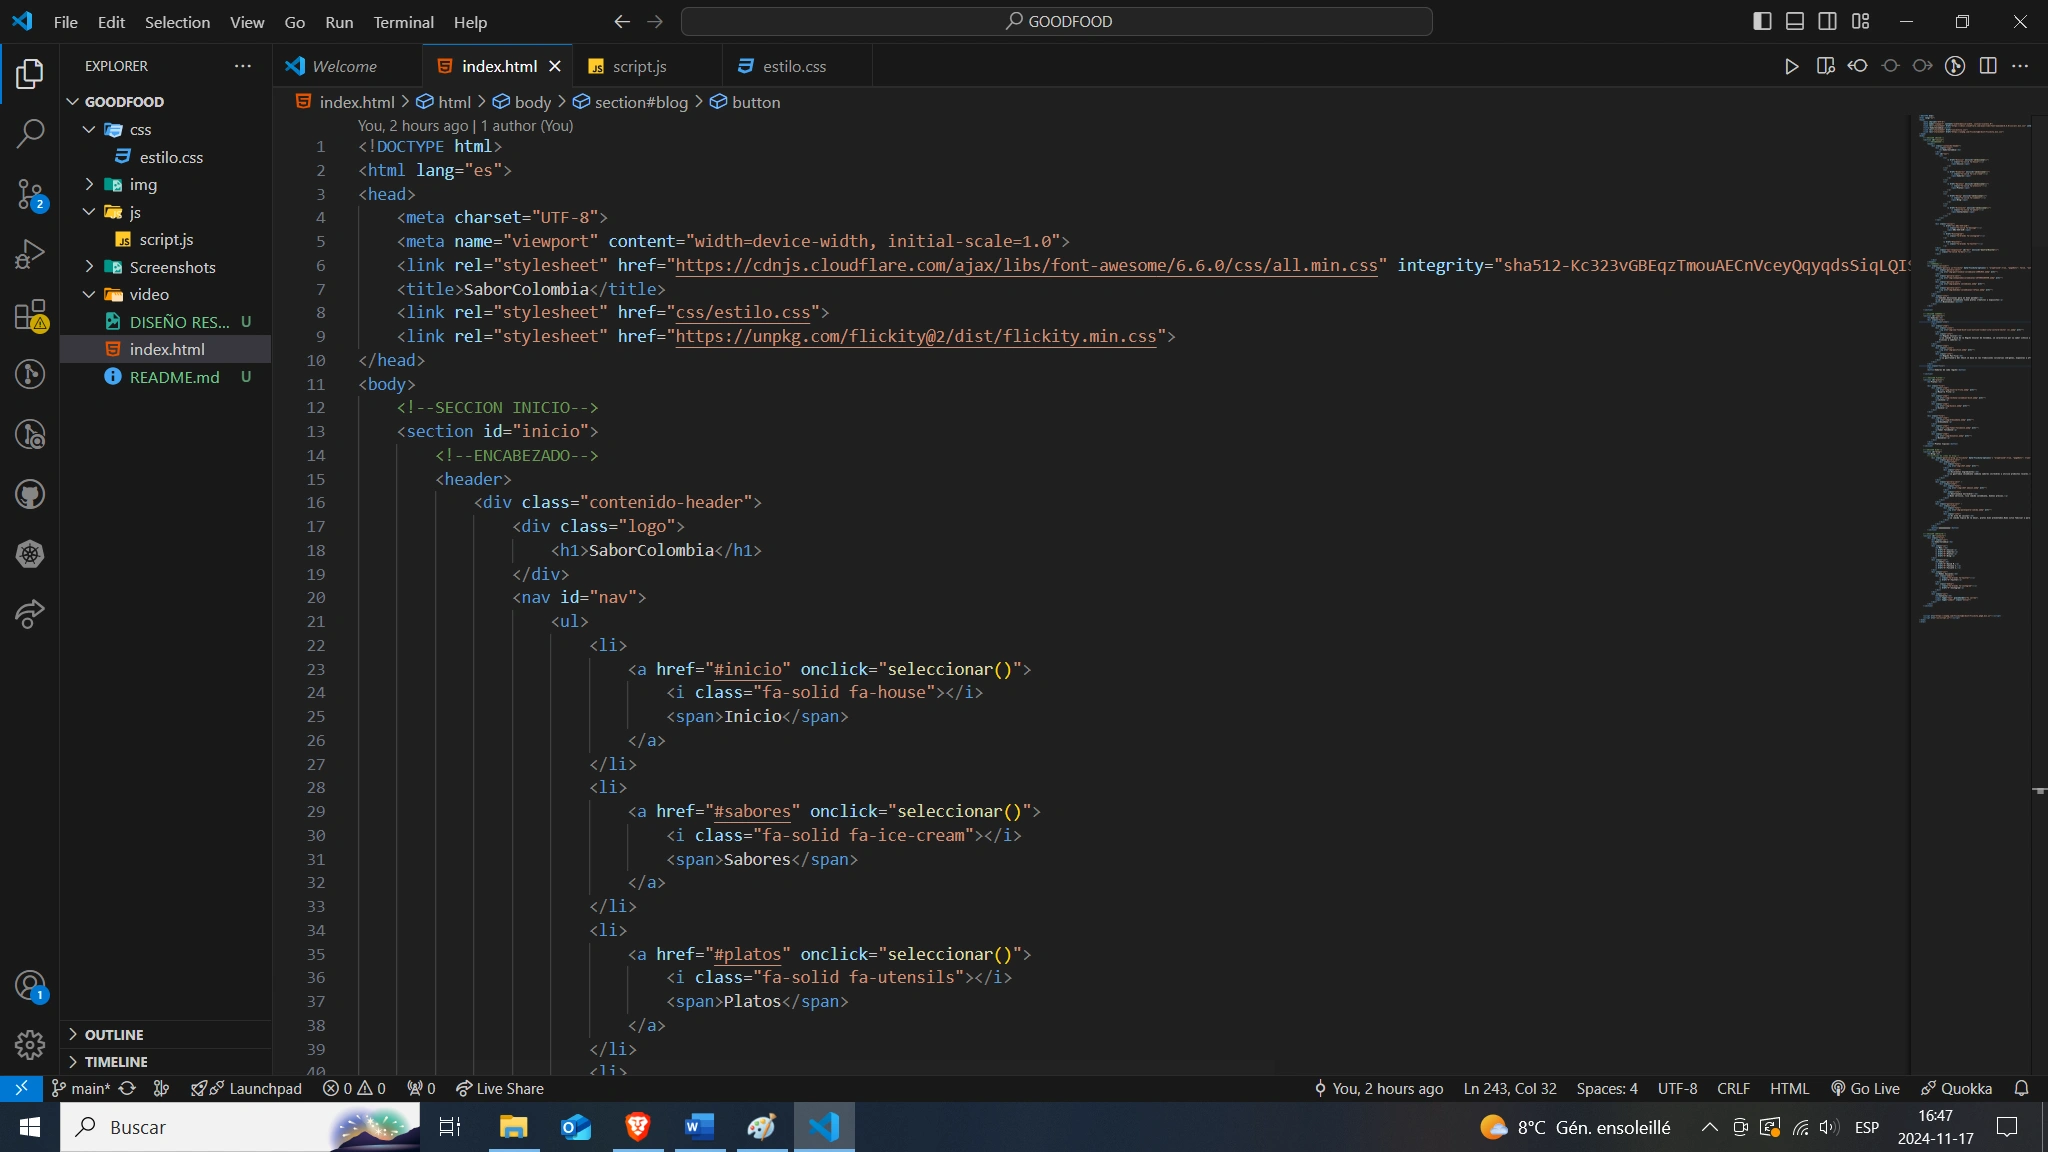 File Edit Selection View Go Run Terminal Help
GOODFOOD
EXPLORER
Welcome
index.html
script.js
estilo.css
GOODFOOD
css
estilo.css
img
js
script.js
Screenshots
video
DISEÑO RES... U
index.html
README.md U
OUTLINE
TIMELINE
2
1
index.html > html > body > section#blog > button
You, 2 hours ago | 1 author (You)
1 <!DOCTYPE html>
2 <html lang="es">
3 <head>
4 <meta charset="UTF-8">
5 <meta name="viewport" content="width=device-width, initial-scale=1.0">
6 <link rel="stylesheet" href="https://cdnjs.cloudflare.com/ajax/libs/font-awesome/6.6.0/css/all.min.css" integrity="sha512-Kc323vGBEqzTmouAECnVceyQqyqdsSiqLQIS
7 <title>SaborColombia</title>
8 <link rel="stylesheet" href="css/estilo.css">
9 <link rel="stylesheet" href="https://unpkg.com/flickity@2/dist/flickity.min.css">
10 </head>
11 <body>
12 <!--SECCION INICIO-->
13 <section id="inicio">
14 <!--ENCABEZADO-->
15 <header>
16 <div class="contenido-header">
17 <div class="logo">
18 <h1>SaborColombia</h1>
19 </div>
20 <nav id="nav">
21 <ul>
22 <li>
23 <a href="#inicio" onclick="seleccionar()">
24 <i class="fa-solid fa-house"></i>
25 <span>Inicio</span>
26 </a>
27 </li>
28 <li>
29 <a href="#sabores" onclick="seleccionar()">
30 <i class="fa-solid fa-ice-cream"></i>
31 <span>Sabores</span>
32 </a>
33 </li>
34 <li>
35 <a href="#platos" onclick="seleccionar()">
36 <i class="fa-solid fa-utensils"></i>
37 <span>Platos</span>
38 </a>
39 </li>
40 <li>
main* Launchpad 0 0 0 Live Share
You, 2 hours ago Ln 243, Col 32 Spaces: 4 UTF-8 CRLF HTML Go Live Quokka
Buscar
8°C Gén. ensoleillé
ESP
16:47
2024-11-17